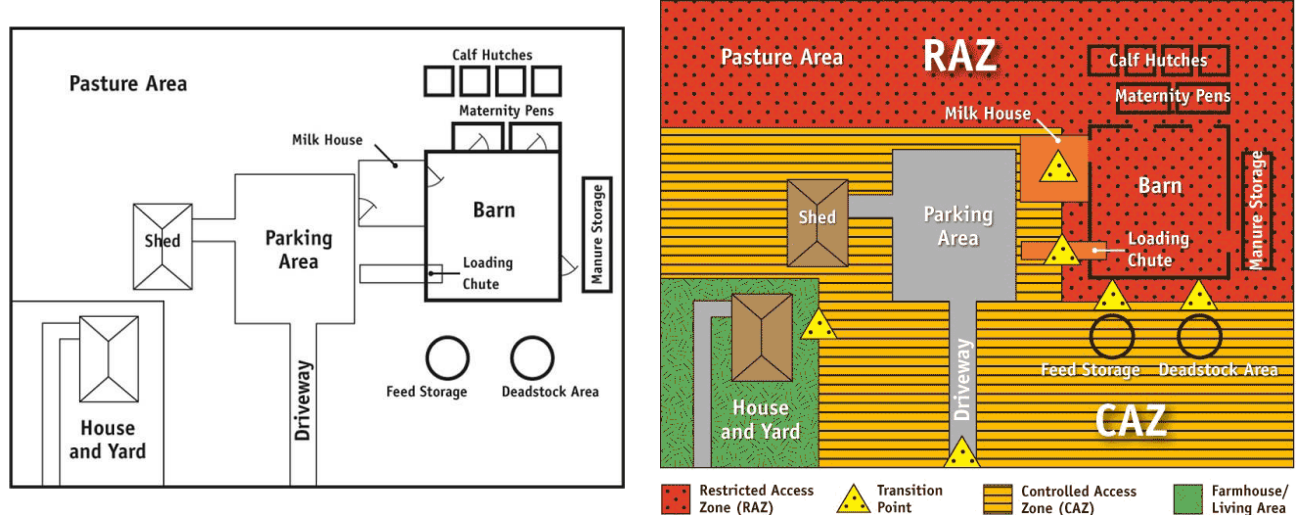 Pasture Area
Calf Hutches
Maternity Pens
Milk House
Barn
Manure Storage
Shed
Parking
Area
Loading
Chute
Feed Storage
Deadstock Area
Driveway
House
and Yard
Pasture Area
RAZ
Calf Hutches
Maternity Pens
Milk House
Barn
Manure Storage
Shed
Parking
Area
Loading
Chute
Feed Storage
Deadstock Area
Driveway
House
and Yard
CAZ
Restricted Access
Zone (RAZ)
Transition
Point
Controlled Access
Zone (CAZ)
Farmhouse/
Living Area